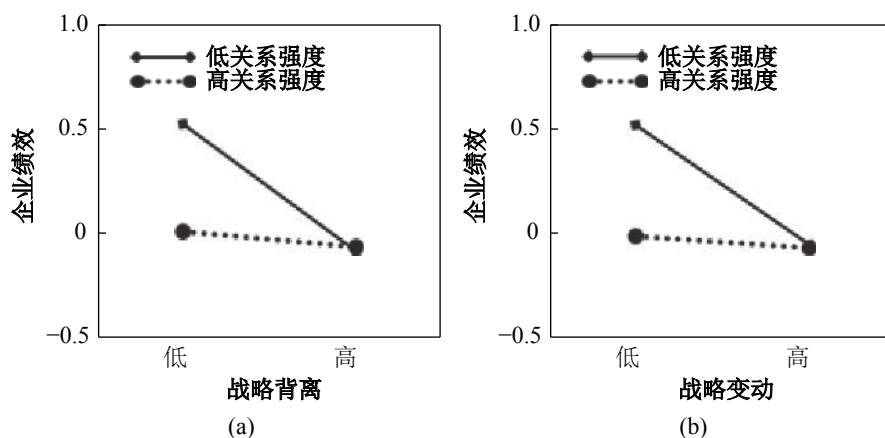 1.0
低关系强度
高关系强度
0.5
0
−0.5
企业绩效
低
高
战略背离
(a)
1.0
低关系强度
高关系强度
0.5
0
−0.5
企业绩效
低
高
战略变动
(b)